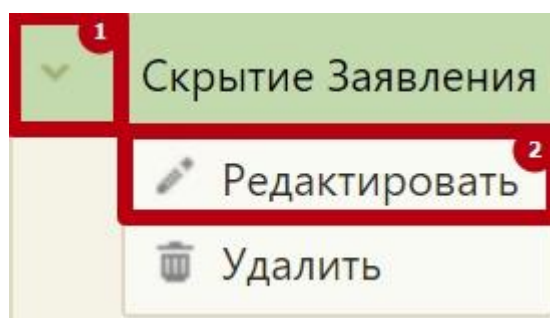 1
Скрытие Заявления
2
Редактировать
Удалить